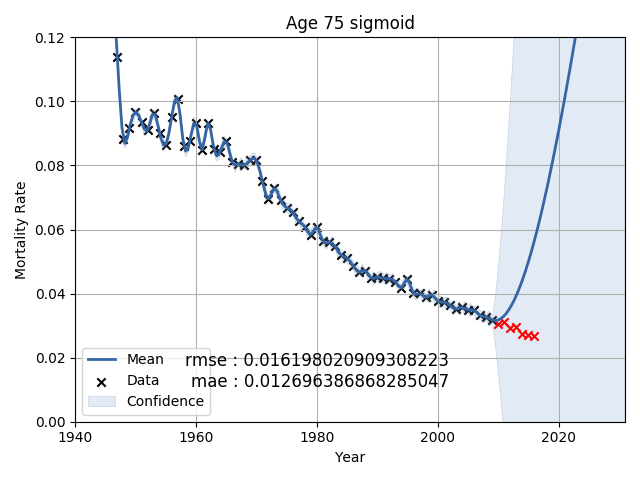 Age 75 sigmoid
0.12
0.10
0.08
0.06
0.04
0.02
0.00
Mortality Rate
Mean
Data
Confidence
rmse : 0.016198020909308223
mae : 0.012696386868285047
1940
1960
1980
2000
2020
Year